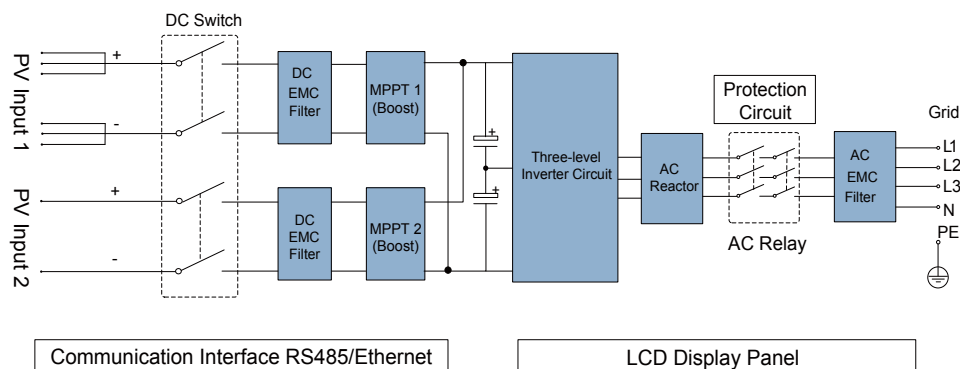 DC Switch
PV Input 1
+
-
DC
EMC
Filter
MPPT 1
(Boost)
PV Input 2
+
-
DC
EMC
Filter
MPPT 2
(Boost)
+
+
Three-level
Inverter Circuit
AC
Reactor
Protection
Circuit
AC Relay
AC
EMC
Filter
Grid
L1
L2
L3
N
PE
Communication Interface RS485/Ethernet
LCD Display Panel